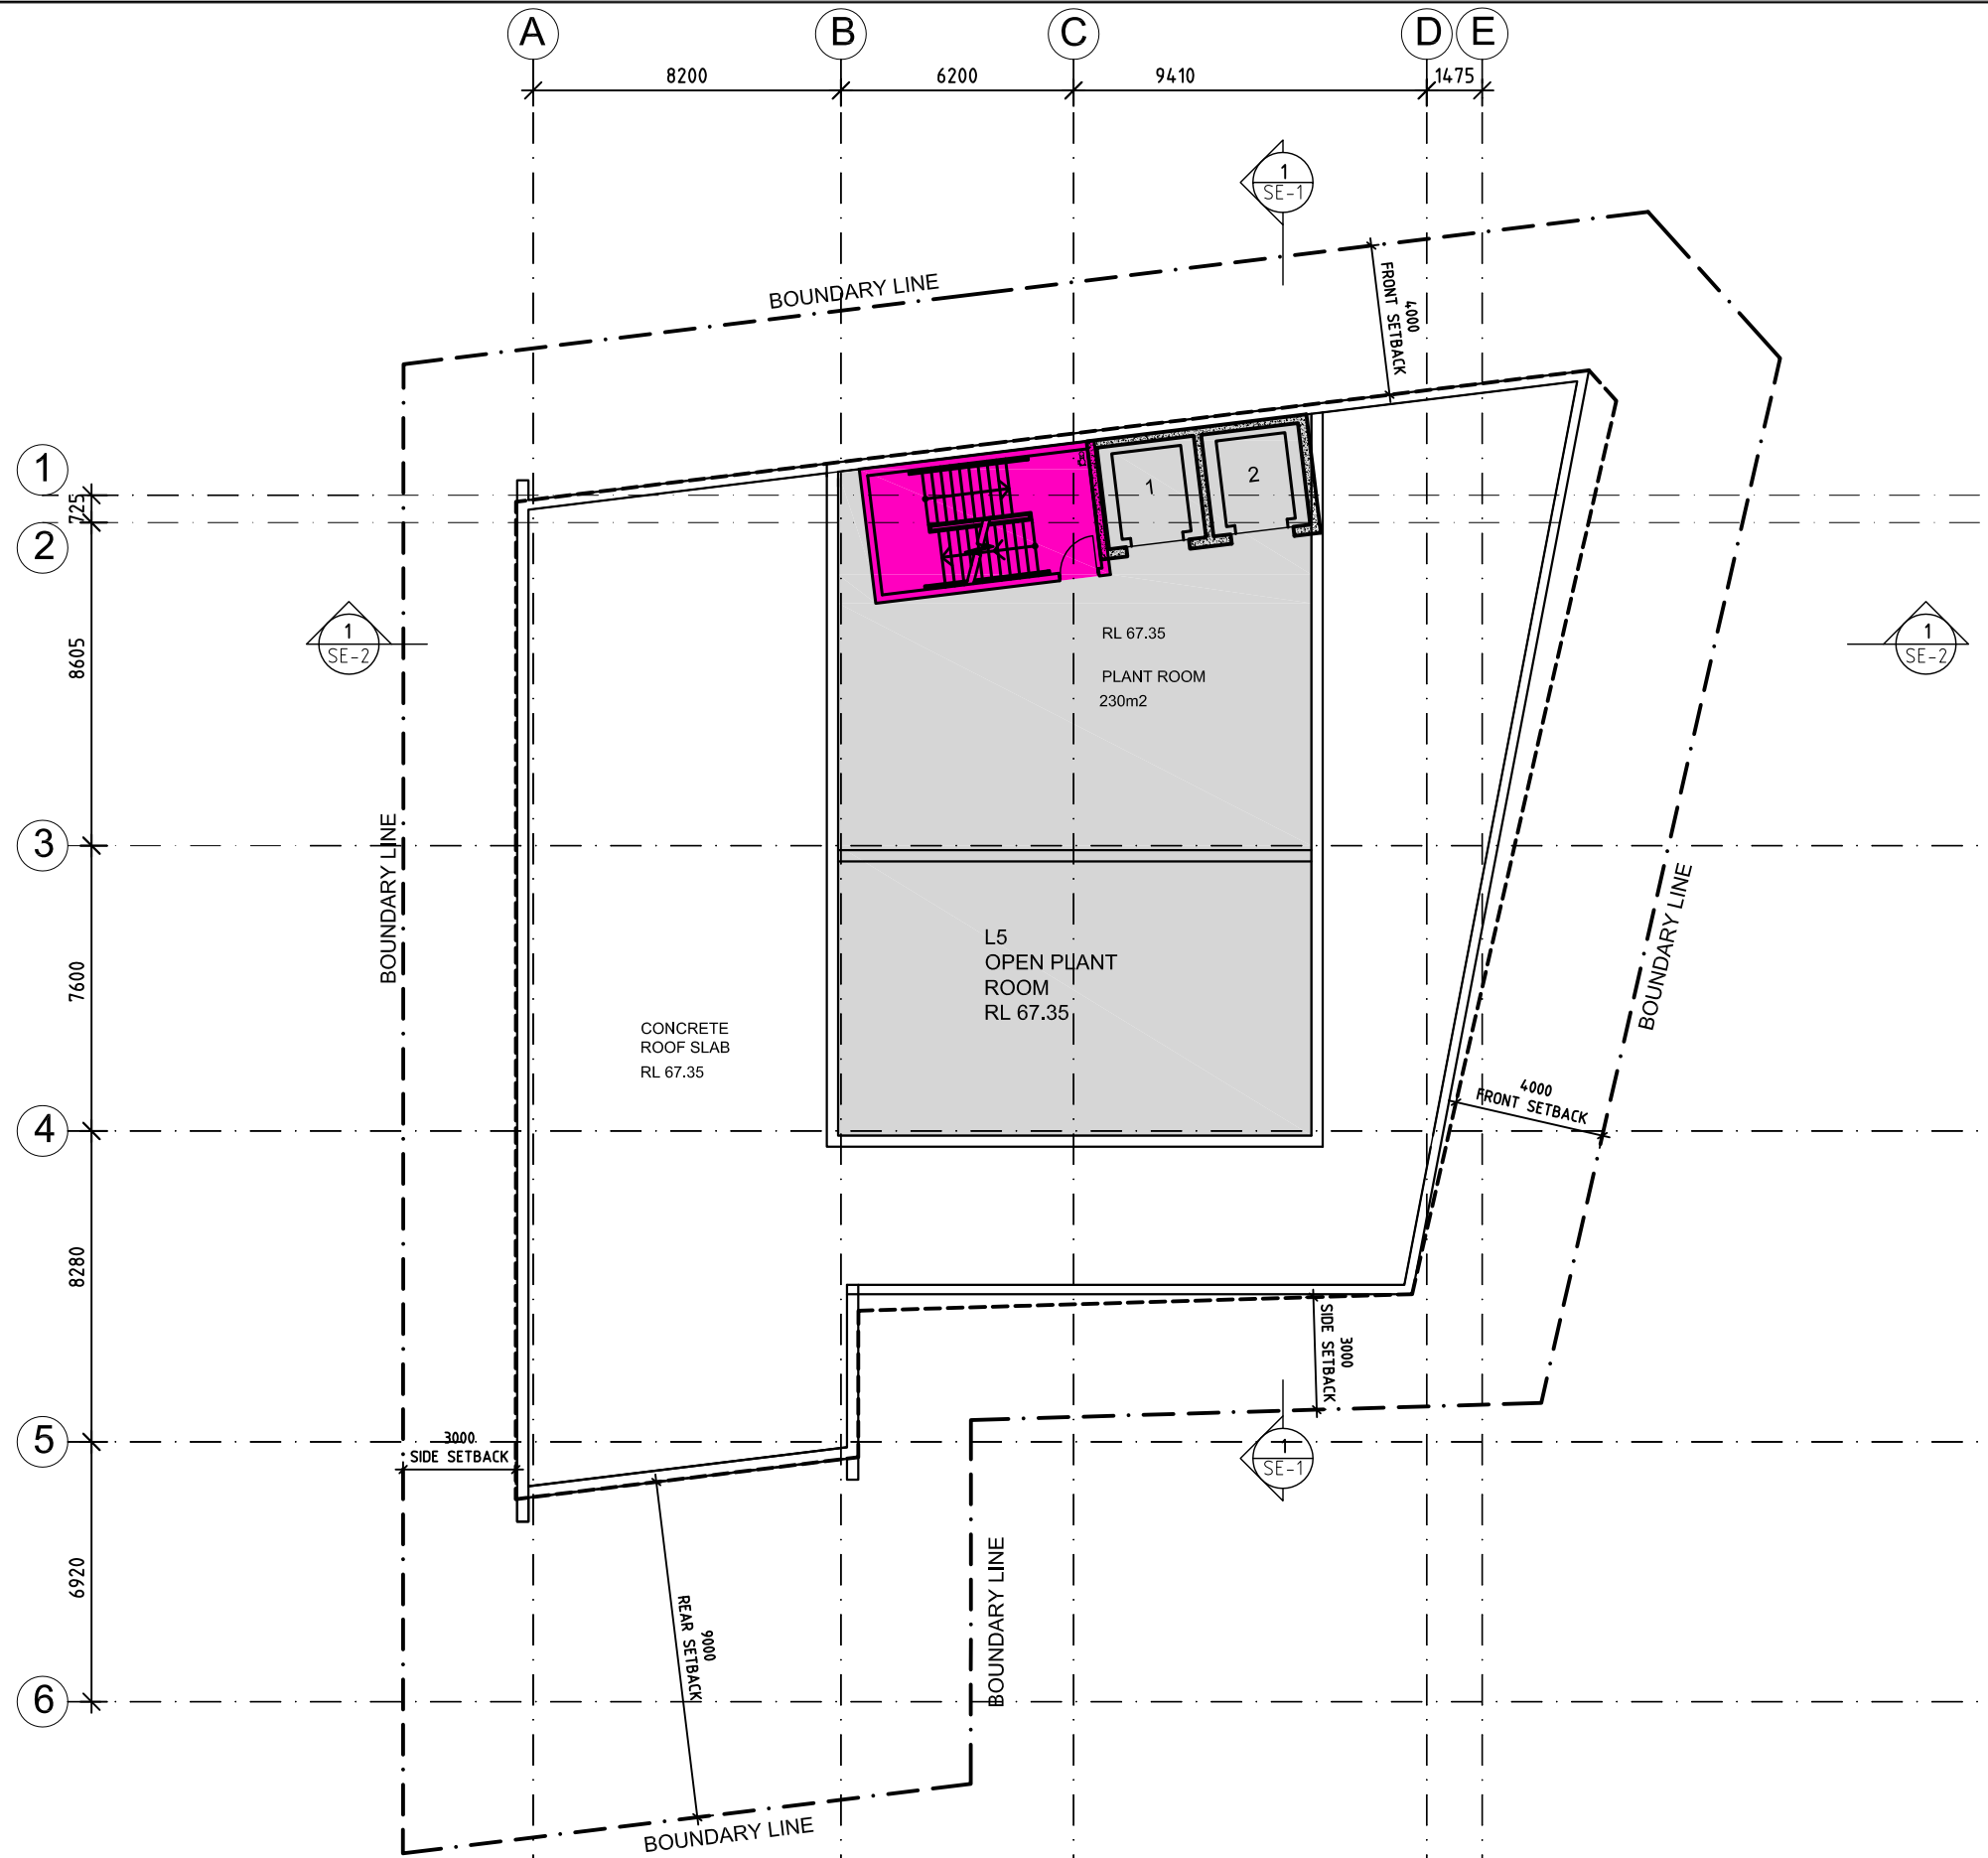 A
B
C
D
E
8200
6200
9410
1475
1
SE-1
BOUNDARY LINE
4000
FRONT SETBACK
1
725
2
1
2
1
SE-2
8605
RL 67.35
1
SE-2
PLANT ROOM
230m2
3
BOUNDARY LINE
BOUNDARY LINE
L5
OPEN PLANT
ROOM
RL 67.35
7600
CONCRETE
ROOF SLAB
RL 67.35
4
4000
FRONT SETBACK
8280
3000
SIDE SETBACK
5
3000
SIDE SETBACK
1
SE-1
6920
9000
REAR SETBACK
BOUNDARY LINE
6
BOUNDARY LINE